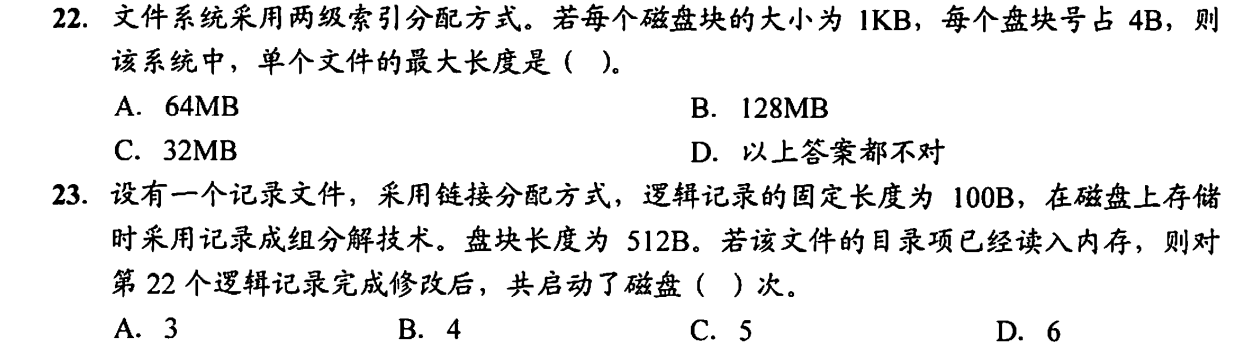 22. 文件系统采用两级索引分配方式。若每个磁盘块的大小为 1KB，每个盘块号占 4B，则
该系统中，单个文件的最大长度是（ ）。
A. 64MB B. 128MB
C. 32MB D. 以上答案都不对
23. 设有一个记录文件，采用链接分配方式，逻辑记录的固定长度为 100B，在磁盘上存储
时采用记录成组分解技术。盘块长度为 512B。若该文件的目录项已经读入内存，则对
第 22 个逻辑记录完成修改后，共启动了磁盘（ ）次。
A. 3 B. 4 C. 5 D. 6